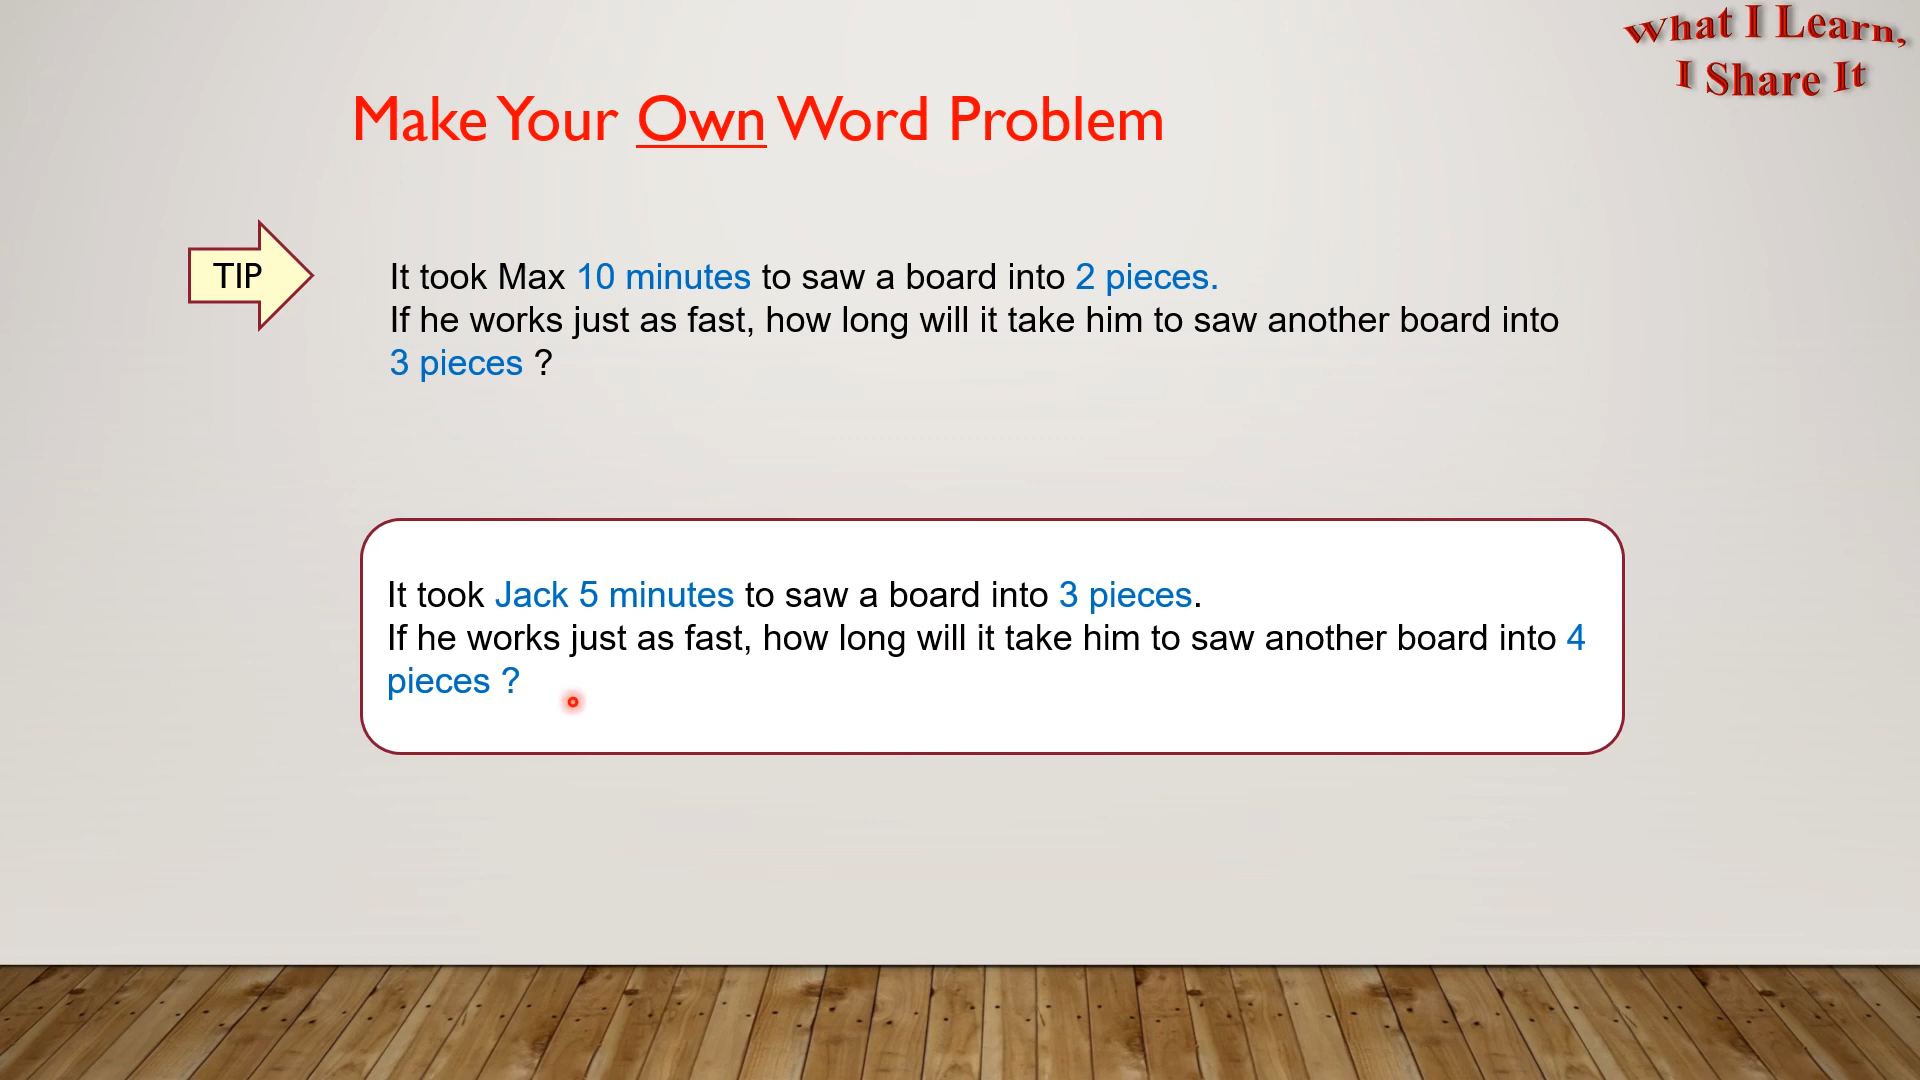 What I Learn,
I Share It
Make Your Own Word Problem
TIP
It took Max 10 minutes to saw a board into 2 pieces.
If he works just as fast, how long will it take him to saw another board into
3 pieces ?
It took Jack 5 minutes to saw a board into 3 pieces.
If he works just as fast, how long will it take him to saw another board into 4
pieces ?